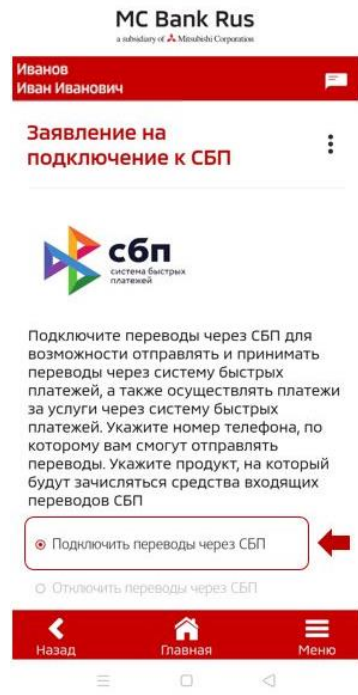 MC Bank Rus
a subsidiary of Mitsubishi Corporation
Иванов
Иван Иванович
Заявление на
подключение к СБП
сбп
система быстрых
платежей
Подключите переводы через СБП для
возможности отправлять и принимать
переводы через систему быстрых
платежей, а также осуществлять платежи
за услуги через систему быстрых
платежей. Укажите номер телефона, по
которому вам смогут отправлять
переводы. Укажите продукт, на который
будут зачисляться средства входящих
переводов СБП
Подключить переводы через СБП
Отключить переводы через СБП
Назад Главная Меню